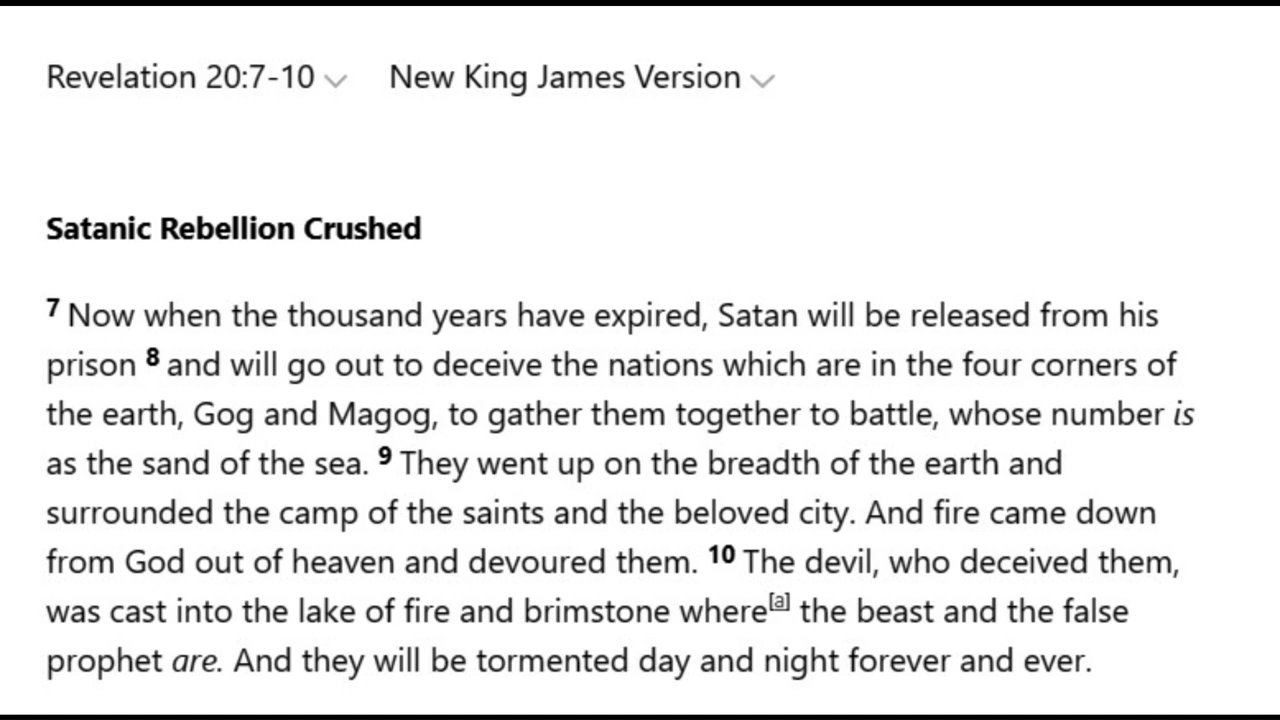 Revelation 20:7-10 New King James Version
Satanic Rebellion Crushed
7 Now when the thousand years have expired, Satan will be released from his
prison 8 and will go out to deceive the nations which are in the four corners of
the earth, Gog and Magog, to gather them together to battle, whose number is
as the sand of the sea. 9 They went up on the breadth of the earth and
surrounded the camp of the saints and the beloved city. And fire came down
from God out of heaven and devoured them. 10 The devil, who deceived them,
was cast into the lake of fire and brimstone where[a] the beast and the false
prophet are. And they will be tormented day and night forever and ever.